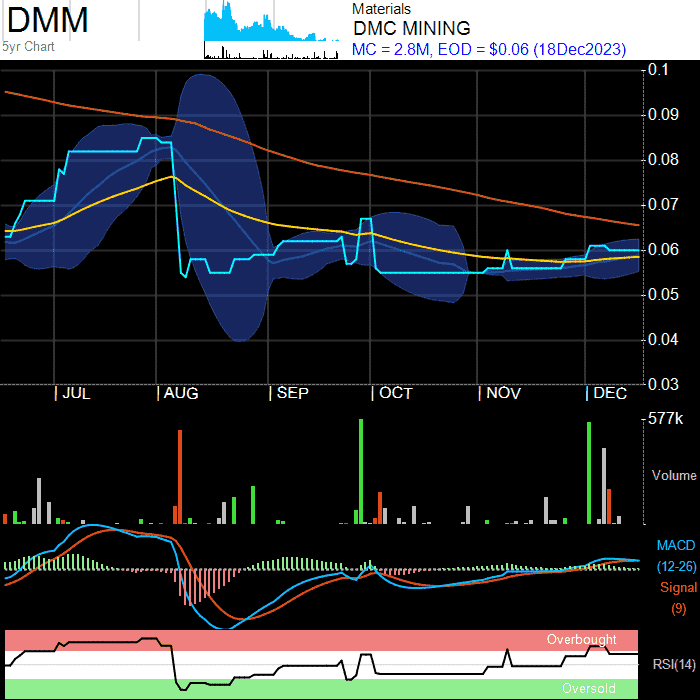 DMM
5yr Chart
Materials
DMC MINING
MC = 2.8M, EOD = $0.06 (18Dec2023)
0.1
0.09
0.08
0.07
0.06
0.05
0.04
0.03
| JUL | AUG | SEP | OCT | NOV | DEC
577k
Volume
MACD
(12-26)
Signal
(9)
Overbought
RSI(14)
Oversold